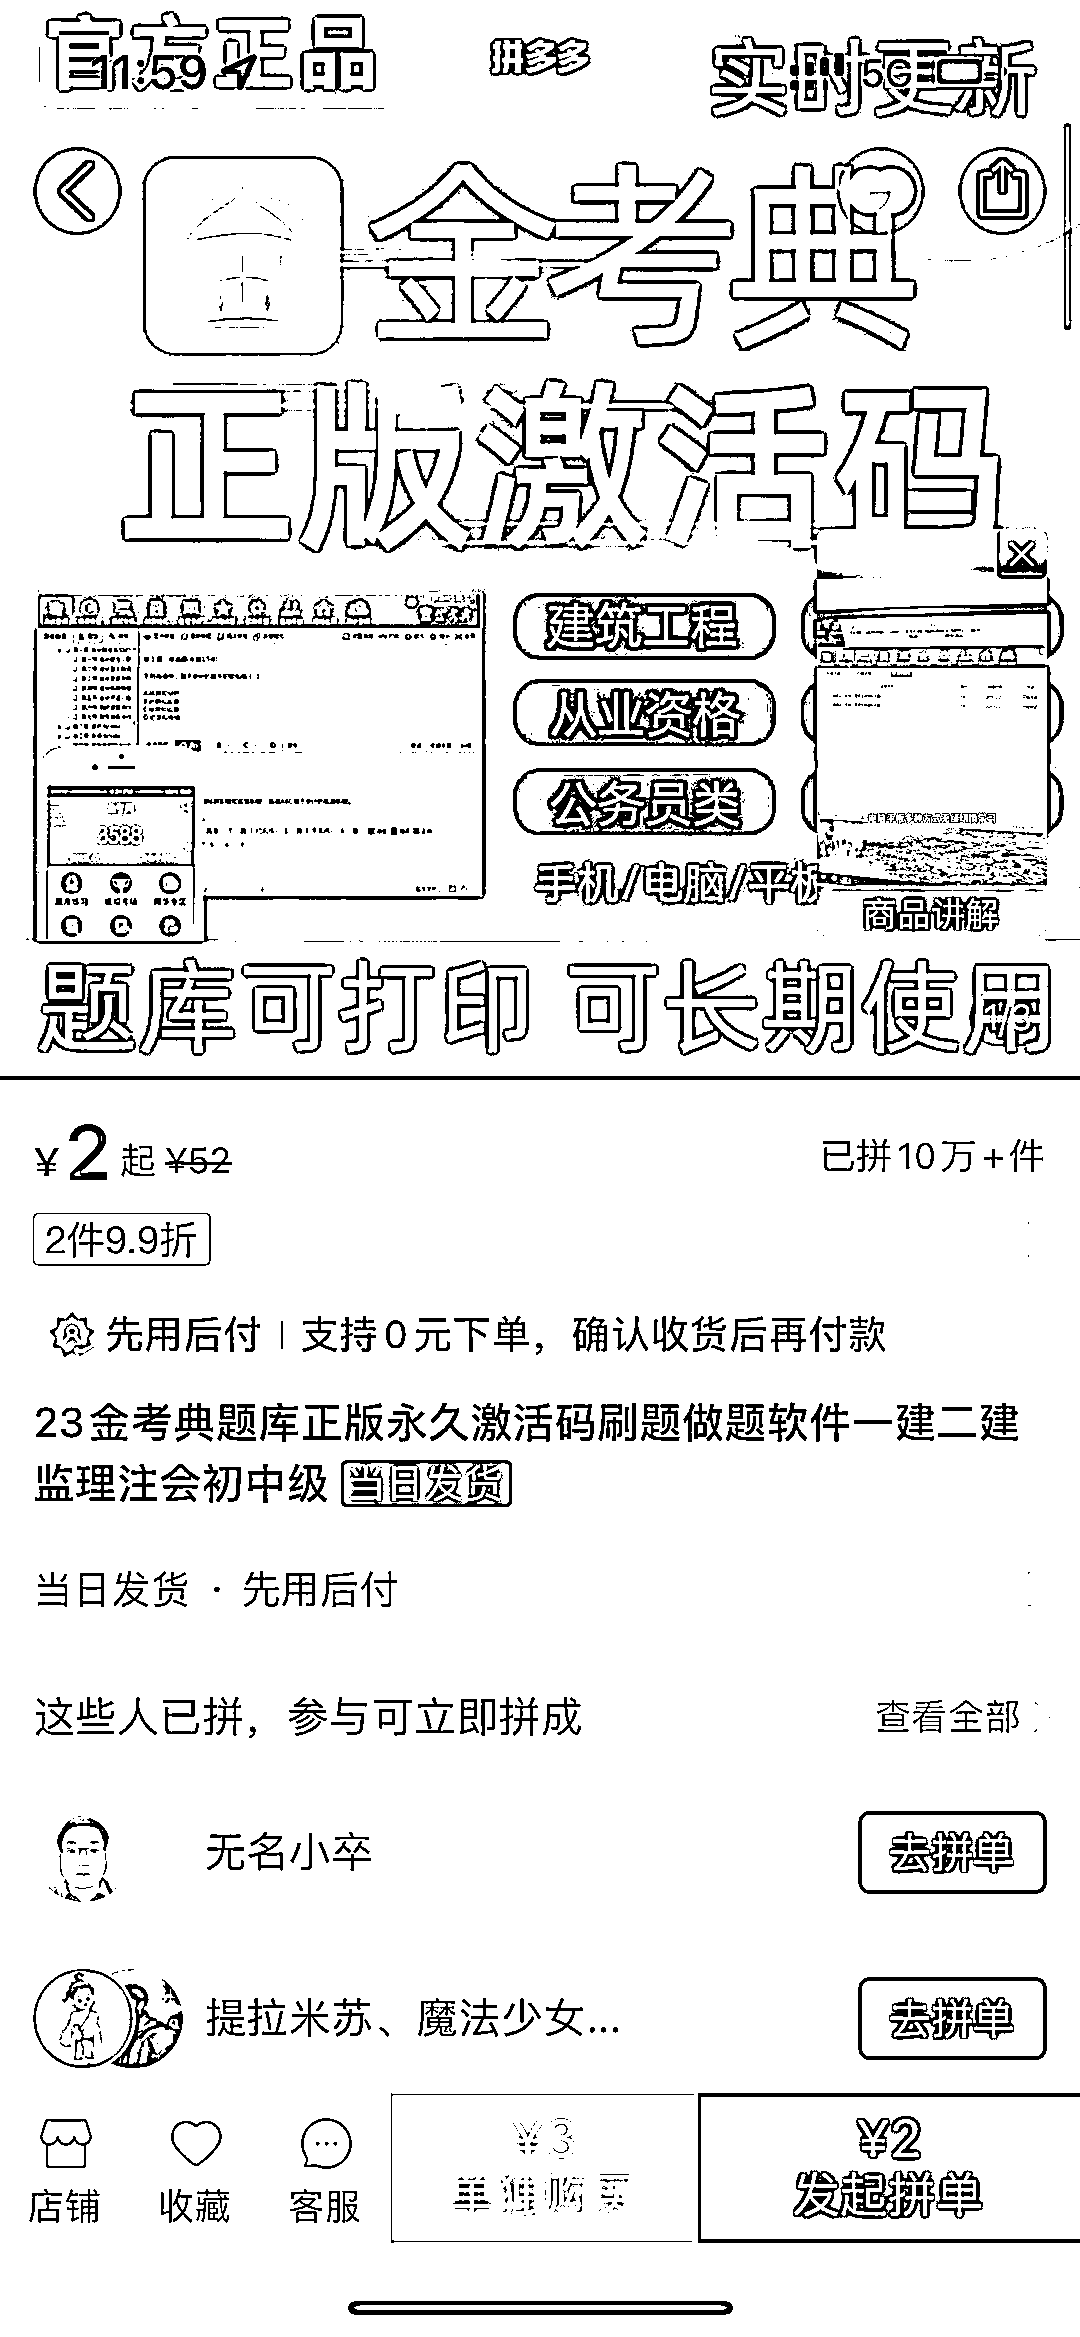 官方正品
拼多多
实时更新
11:59
5G
金考典
正版激活码
建筑工程
从业资格
公务员类
手机/电脑/平板
商品讲解
4588
题库可打印 可长期使用
1/9
¥2起 ¥52
已拼10万+件
2件9.9折
先用后付 | 支持0元下单，确认收货后再付款
23金考典题库正版永久激活码刷题做题软件一建二建
监理注会初中级 当日发货
当日发货 · 先用后付
这些人已拼，参与可立即拼成
查看全部
无名小卒
去拼单
提拉米苏、魔法少女...
去拼单
店铺
收藏
客服
¥3
单独购买
¥2
发起拼单